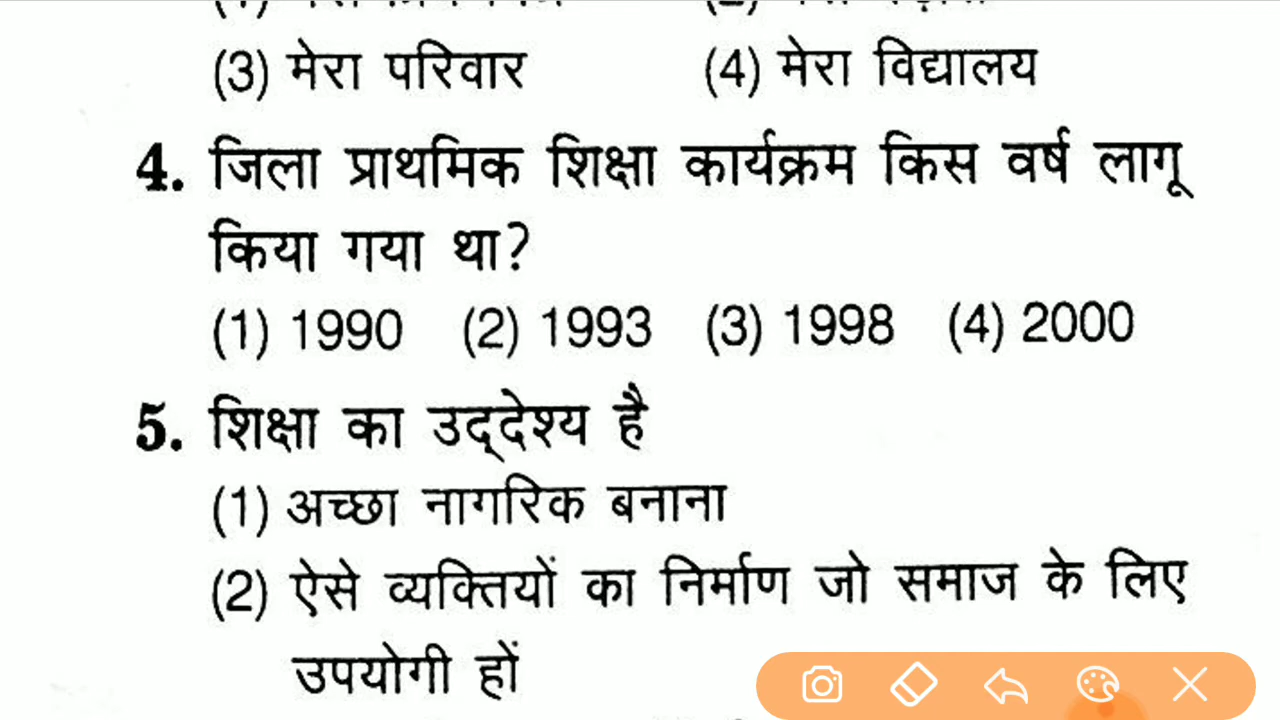 (3) मेरा परिवार (4) मेरा विद्यालय
4. जिला प्राथमिक शिक्षा कार्यक्रम किस वर्ष लागू
किया गया था?
(1) 1990 (2) 1993 (3) 1998 (4) 2000
5. शिक्षा का उद्‌देश्य है
(1) अच्छा नागरिक बनाना
(2) ऐसे व्यक्तियों का निर्माण जो समाज के लिए
उपयोगी हों